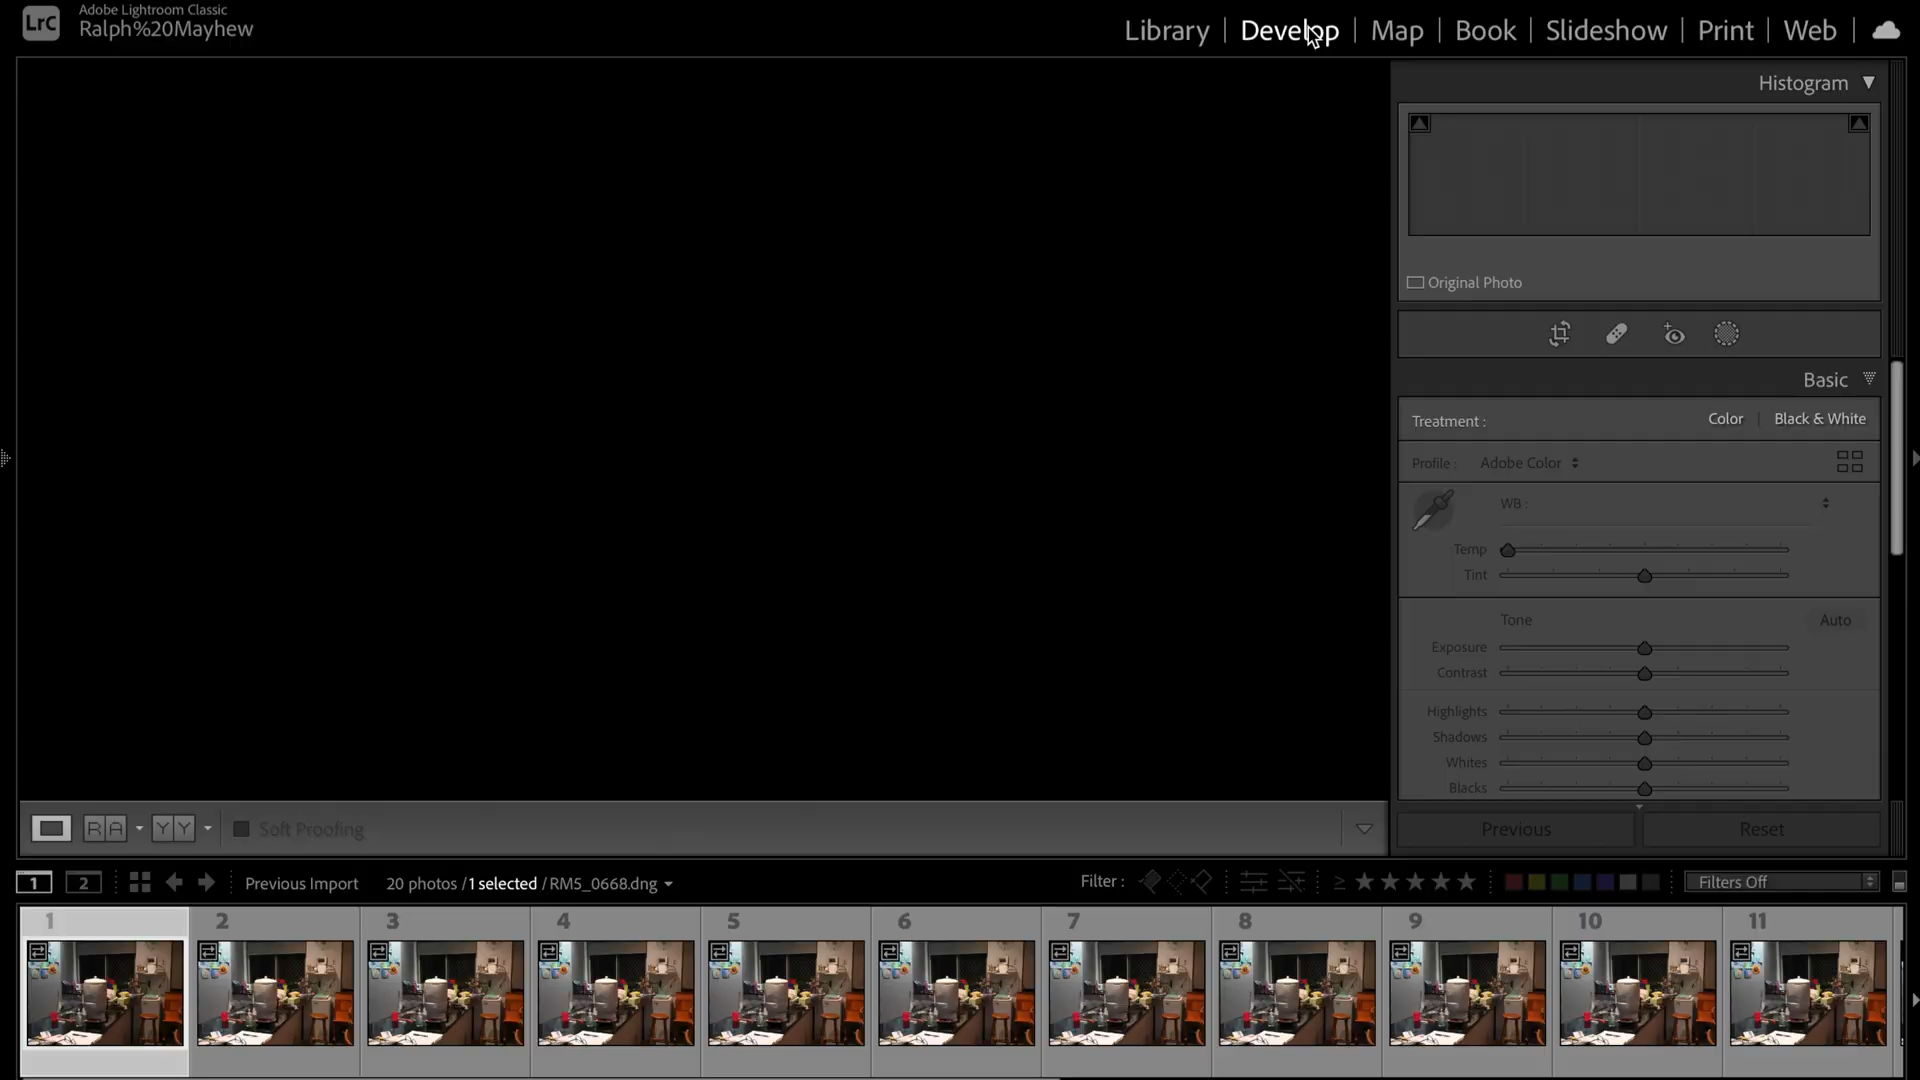 LrC
Adobe Lightroom Classic
Ralph%20Mayhew
Library | Develop | Map | Book | Slideshow | Print | Web
Histogram
Original Photo
Basic
Treatment : Color | Black & White
Profile : Adobe Color
WB :
Temp
Tint
Tone Auto
Exposure
Contrast
Highlights
Shadows
Whites
Blacks
R A Y Y Soft Proofing
Previous Reset
1 2 Previous Import 20 photos / 1 selected / RM5_0668.dng Filter : ≥ ★ ★ ★ ★ ★ Filters Off
1 2 3 4 5 6 7 8 9 10 11